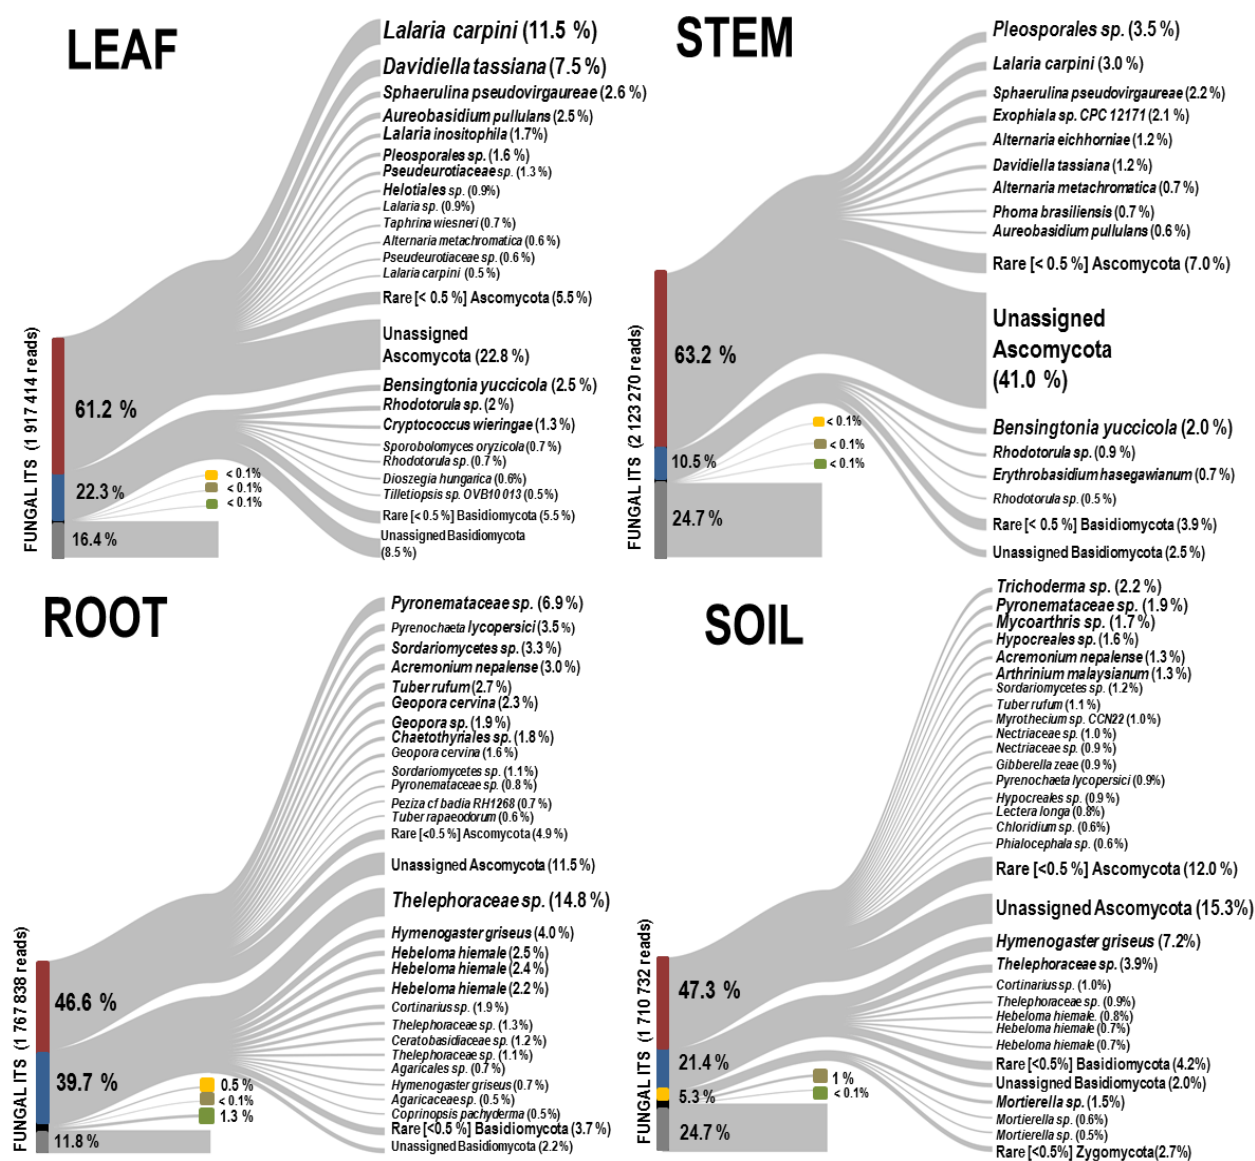 LEAF
FUNGAL ITS (1 917 414 reads)
61.2 %
22.3 %
16.4 %
< 0.1%
< 0.1%
< 0.1%
Lalaria carpini (11.5 %)
Davidiella tassiana (7.5 %)
Sphaerulina pseudovirgaureae (2.6 %)
Aureobasidium pullulans (2.5 %)
Lalaria inositophila (1.7%)
Pleosporales sp. (1.6 %)
Pseudeurotiaceae sp. (1.3 %)
Helotiales sp. (0.9%)
Lalaria sp. (0.9%)
Taphrina wiesneri (0.7 %)
Alternaria metachromatica (0.6 %)
Pseudeurotiaceae sp. (0.6 %)
Lalaria carpini (0.5 %)
Rare [< 0.5 %] Ascomycota (5.5 %)
Unassigned
Ascomycota (22.8 %)
Bensingtonia yuccicola (2.5 %)
Rhodotorula sp. (2 %)
Cryptococcus wieringae (1.3 %)
Sporobolomyces oryzicola (0.7 %)
Rhodotorula sp. (0.7 %)
Dioszegia hungarica (0.6%)
Tilletiopsis sp. OVB10 013 (0.5 %)
Rare [< 0.5 %] Basidiomycota (5.5 %)
Unassigned Basidiomycota
(8.5 %)
STEM
FUNGAL ITS (2 123 270 reads)
63.2 %
10.5 %
24.7 %
< 0.1%
< 0.1%
< 0.1%
Pleosporales sp. (3.5 %)
Lalaria carpini (3.0 %)
Sphaerulina pseudovirgaureae (2.2 %)
Exophiala sp. CPC 12171 (2.1 %)
Alternaria eichhorniae (1.2 %)
Davidiella tassiana (1.2 %)
Alternaria metachromatica (0.7 %)
Phoma brasiliensis (0.7 %)
Aureobasidium pullulans (0.6 %)
Rare [< 0.5 %] Ascomycota (7.0 %)
Unassigned
Ascomycota
(41.0 %)
Bensingtonia yuccicola (2.0 %)
Rhodotorula sp. (0.9 %)
Erythrobasidium hasegawianum (0.7 %)
Rhodotorula sp. (0.5 %)
Rare [< 0.5 %] Basidiomycota (3.9 %)
Unassigned Basidiomycota (2.5 %)
ROOT
FUNGAL ITS (1 767 838 reads)
46.6 %
39.7 %
11.8 %
0.5 %
< 0.1%
1.3 %
Pyronemataceae sp. (6.9 %)
Pyrenochaeta lycopersici (3.5 %)
Sordariomycetes sp. (3.3 %)
Acremonium nepalense (3.0 %)
Tuber rufum (2.7 %)
Geopora cervina (2.3 %)
Geopora sp. (1.9 %)
Chaetothyriales sp. (1.8 %)
Geopora cervina (1.6 %)
Sordariomycetes sp. (1.1 %)
Pyronemataceae sp. (0.8 %)
Peziza cf badia RH1268 (0.7 %)
Tuber rapaeodorum (0.6 %)
Rare [<0.5 %] Ascomycota (4.9 %)
Unassigned Ascomycota (11.5 %)
Thelephoraceae sp. (14.8 %)
Hymenogaster griseus (4.0 %)
Hebeloma hiemale (2.5 %)
Hebeloma hiemale (2.4 %)
Hebeloma hiemale (2.2 %)
Cortinarius sp. (1.9 %)
Thelephoraceae sp. (1.3 %)
Ceratobasidiaceae sp. (1.2 %)
Thelephoraceae sp. (1.1 %)
Agaricales sp. (0.7 %)
Hymenogaster griseus (0.7 %)
Agaricaceae sp. (0.5 %)
Coprinopsis pachyderma (0.5%)
Rare [<0.5 %] Basidiomycota (3.7 %)
Unassigned Basidiomycota (2.2%)
SOIL
FUNGAL ITS (1 710 732 reads)
47.3 %
21.4 %
5.3 %
24.7 %
1 %
< 0.1%
Trichoderma sp. (2.2 %)
Pyronemataceae sp. (1.9 %)
Mycoarthris sp. (1.7 %)
Hypocreales sp. (1.6 %)
Acremonium nepalense (1.3 %)
Arthrinium malaysianum (1.3 %)
Sordariomycetes sp. (1.2%)
Tuber rufum (1.1 %)
Myrothecium sp. CCN22 (1.0 %)
Nectriaceae sp. (1.0 %)
Nectriaceae sp. (0.9 %)
Gibberella zeae (0.9 %)
Pyrenochaeta lycopersici (0.9%)
Hypocreales sp. (0.9 %)
Lectera longa (0.8%)
Chloridium sp. (0.6%)
Phialocephala sp. (0.6 %)
Rare [<0.5 %] Ascomycota (12.0 %)
Unassigned Ascomycota (15.3%)
Hymenogaster griseus (7.2%)
Thelephoraceae sp. (3.9%)
Cortinarius sp. (1.0%)
Thelephoraceae sp. (0.9%)
Hebeloma hiemale. (0.8%)
Hebeloma hiemale (0.7%)
Hebeloma hiemale (0.7%)
Rare [<0.5%] Basidiomycota (4.2%)
Unassigned Basidiomycota (2.0%)
Mortierella sp. (1.5%)
Mortierella sp. (0.6%)
Mortierella sp. (0.5%)
Rare [<0.5%] Zygomycota (2.7%)